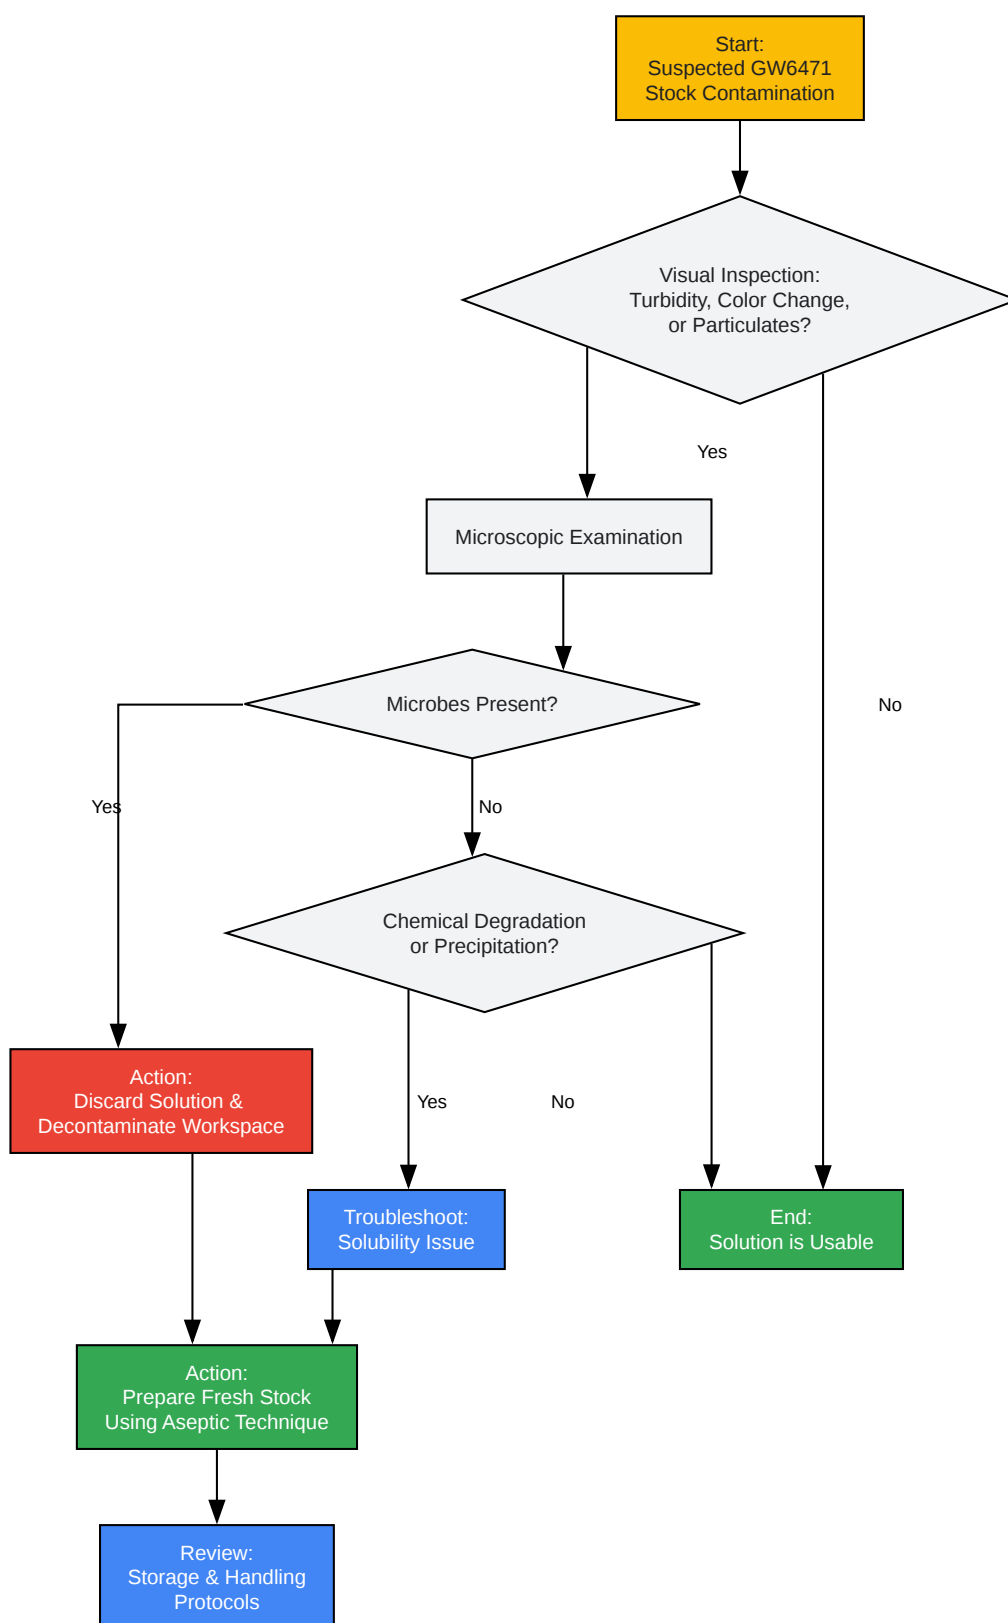 Start:
Suspected GW6471
Stock Contamination
Visual Inspection:
Turbidity, Color Change,
or Particulates?
Yes
Microscopic Examination
Microbes Present?
No
Yes
No
Chemical Degradation
or Precipitation?
Action:
Discard Solution &
Decontaminate Workspace
Yes
No
Troubleshoot:
Solubility Issue
End:
Solution is Usable
Action:
Prepare Fresh Stock
Using Aseptic Technique
Review:
Storage & Handling
Protocols